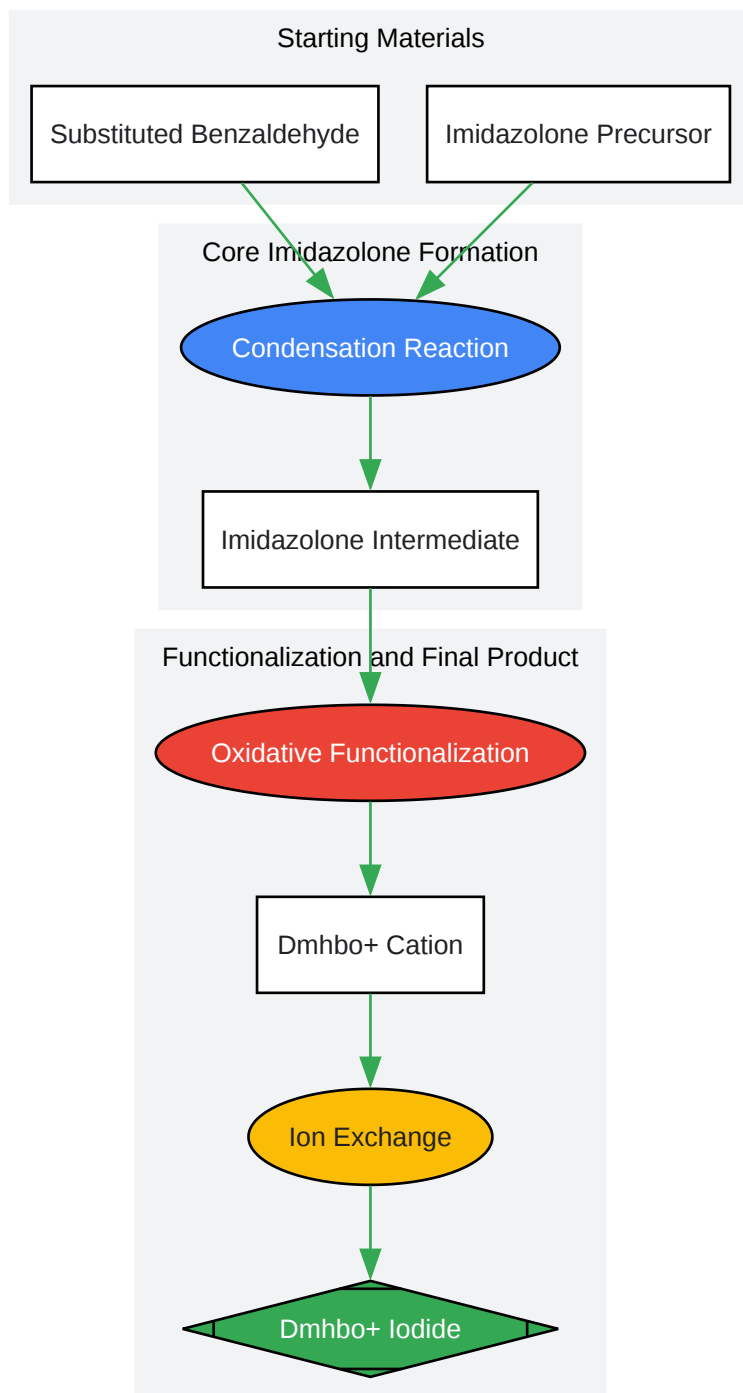 Starting Materials
Substituted Benzaldehyde
Imidazolone Precursor
Core Imidazolone Formation
Condensation Reaction
Imidazolone Intermediate
Functionalization and Final Product
Oxidative Functionalization
Dmhbo+ Cation
Ion Exchange
Dmhbo+ Iodide